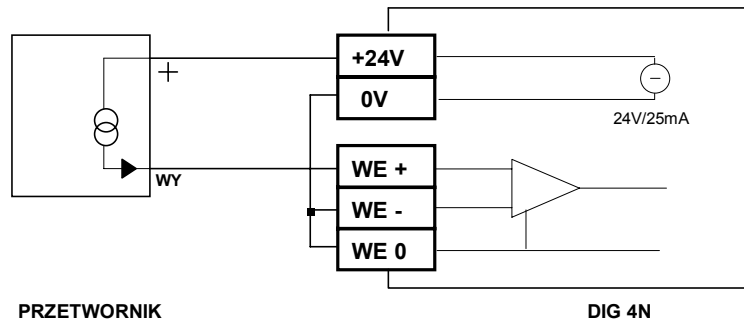 +24V
+
0V
24V/25mA
WE +
WY
WE -
WE 0
PRZETWORNIK
DIG 4N